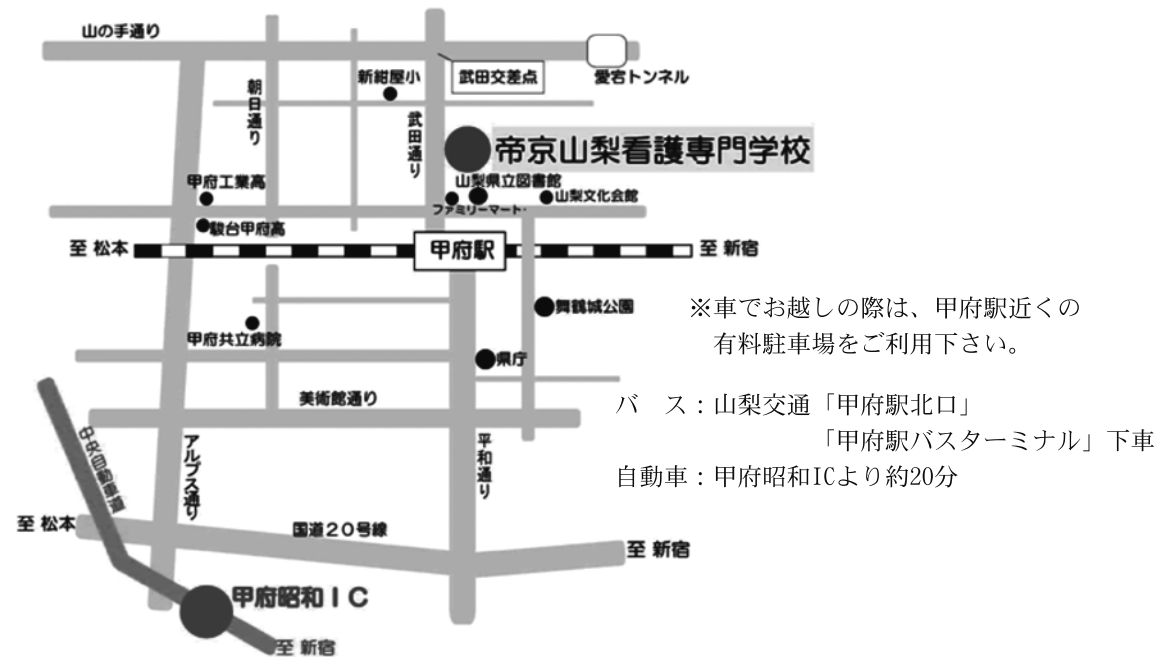 山の手通り
愛宕トンネル
武田交差点
新紺屋小
朝日通り
武田通り
帝京山梨看護専門学校
甲府工業高
山梨県立図書館
山梨文化会館
ファミリーマート・
駿台甲府高
至 松本
甲府駅
至 新宿
舞鶴城公園
甲府共立病院
県庁
美術館通り
中央自動車道
アルプス通り
平和通り
至 松本
国道20号線
至 新宿
甲府昭和IC
至 新宿
※車でお越しの際は、甲府駅近くの
有料駐車場をご利用下さい。
バ ス：山梨交通「甲府駅北口」
「甲府駅バスターミナル」下車
自動車：甲府昭和ICより約20分